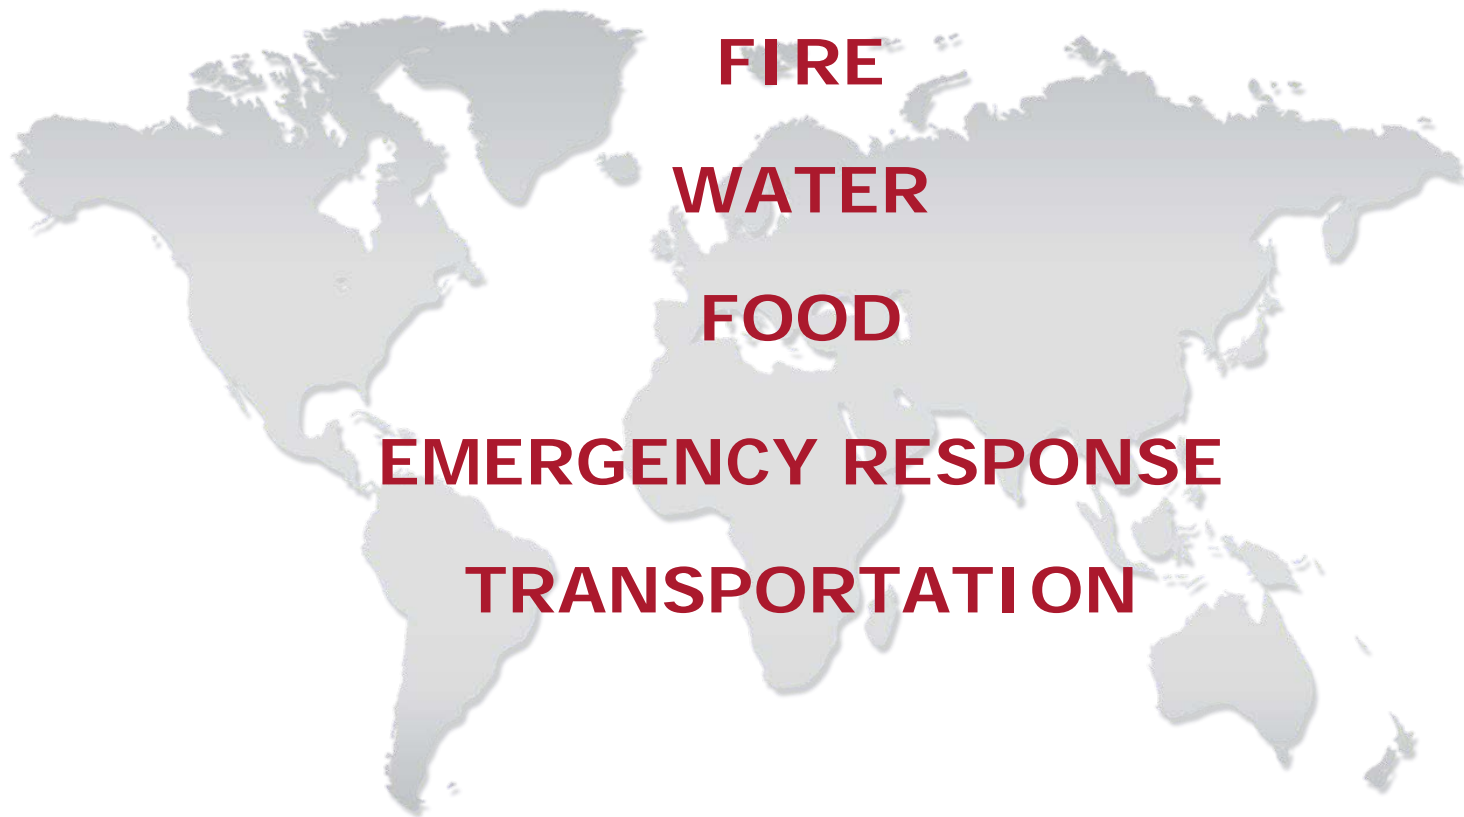 FIRE
WATER
FOOD
EMERGENCY RESPONSE
TRANSPORTATION